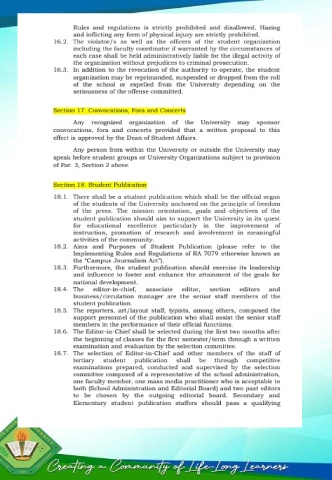 Rules and regulations is strictly prohibited and disallowed. Hazing
and inflicting any form of physical injury are strictly prohibited.
16.2. The violator/s as well as the officers of the student organization
including the faculty coordinator if warranted by the circumstances of
each case shall be held administratively liable for the illegal activity of
the organization without prejudices to criminal prosecution.
16.3. In addition to the revocation of the authority to operate, the student
organization may be reprimanded, suspended or dropped from the roll
of the school or expelled from the University depending on the
seriousness of the offense committed.
Section 17. Convocations, Fora and Concerts
Any recognized organization of the University may sponsor
convocations, fora and concerts provided that a written proposal to this
effect is approved by the Dean of Student Affairs.
Any person from within the University or outside the University may
speak before student groups or University Organizations subject to provision
of Par. 3, Section 2 above.
Section 18. Student Publication
18.1. There shall be a student publication which shall be the official organ
of the students of the University anchored on the principle of freedom
of the press. The mission orientation, goals and objectives of the
student publication should aim to support the University in its quest
for educational excellence particularly in the improvement of
instruction, promotion of research and involvement in meaningful
activities of the community.
18.2. Aims and Purposes of Student Publication (please refer to the
Implementing Rules and Regulations of RA 7079 otherwise known as
the "Campus Journalism Act").
18.3. Furthermore, the student publication should exercise its leadership
and influence to foster and enhance the attainment of the goals for
national development.
18.4. The editor-in-chief, associate editor, section editors and
business/circulation manager are the senior staff members of the
student publication.
18.5. The reporters, art/layout staff, typists, among others, composed the
support personnel of the publication who shall assist the senior staff
members in the performance of their official functions.
18.6. The Editor-in-Chief shall be selected during the first two months after
the beginning of classes for the first semester/term through a written
examination and evaluation by the selection committee.
18.7. The selection of Editor-in-Chief and other members of the staff of
tertiary student publication shall be through competitive
examinations prepared, conducted and supervised by the selection
committee composed of a representative of the school administration,
one faculty member, one mass media practitioner who is acceptable to
both (School Administration and Editorial Board) and two past editors
to be chosen by the outgoing editorial board. Secondary and
Elementary student publication staffers should pass a qualifying
Creating a Community of Life-Long Learners